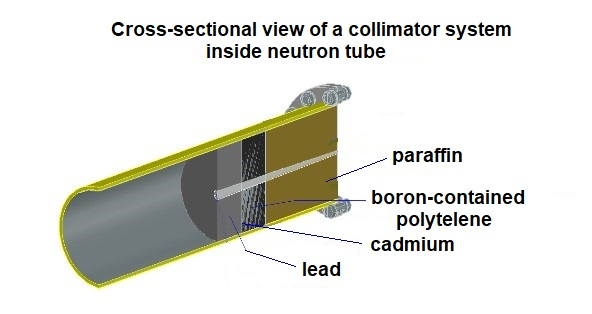 Cross-sectional view of a collimator system
inside neutron tube
paraffin
boron-contained
polytelene
cadmium
lead